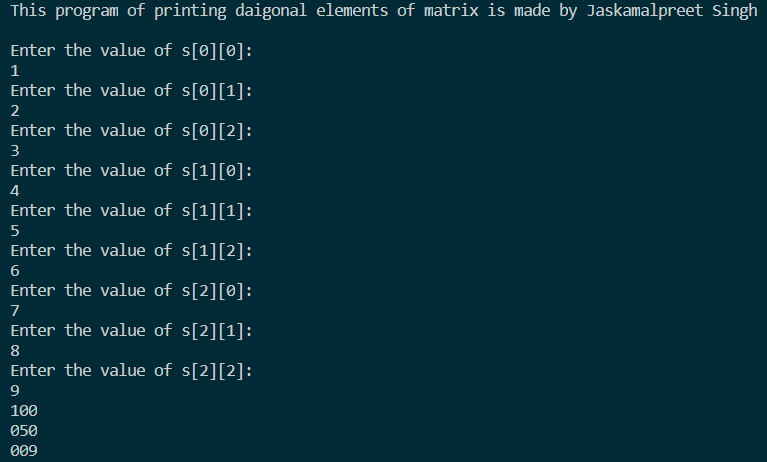 This program of printing daigonal elements of matrix is made by Jaskamalpreet Singh
Enter the value of s[0][0]:
1
Enter the value of s[0][1]:
2
Enter the value of s[0][2]:
3
Enter the value of s[1][0]:
4
Enter the value of s[1][1]:
5
Enter the value of s[1][2]:
6
Enter the value of s[2][0]:
7
Enter the value of s[2][1]:
8
Enter the value of s[2][2]:
9
100
050
009